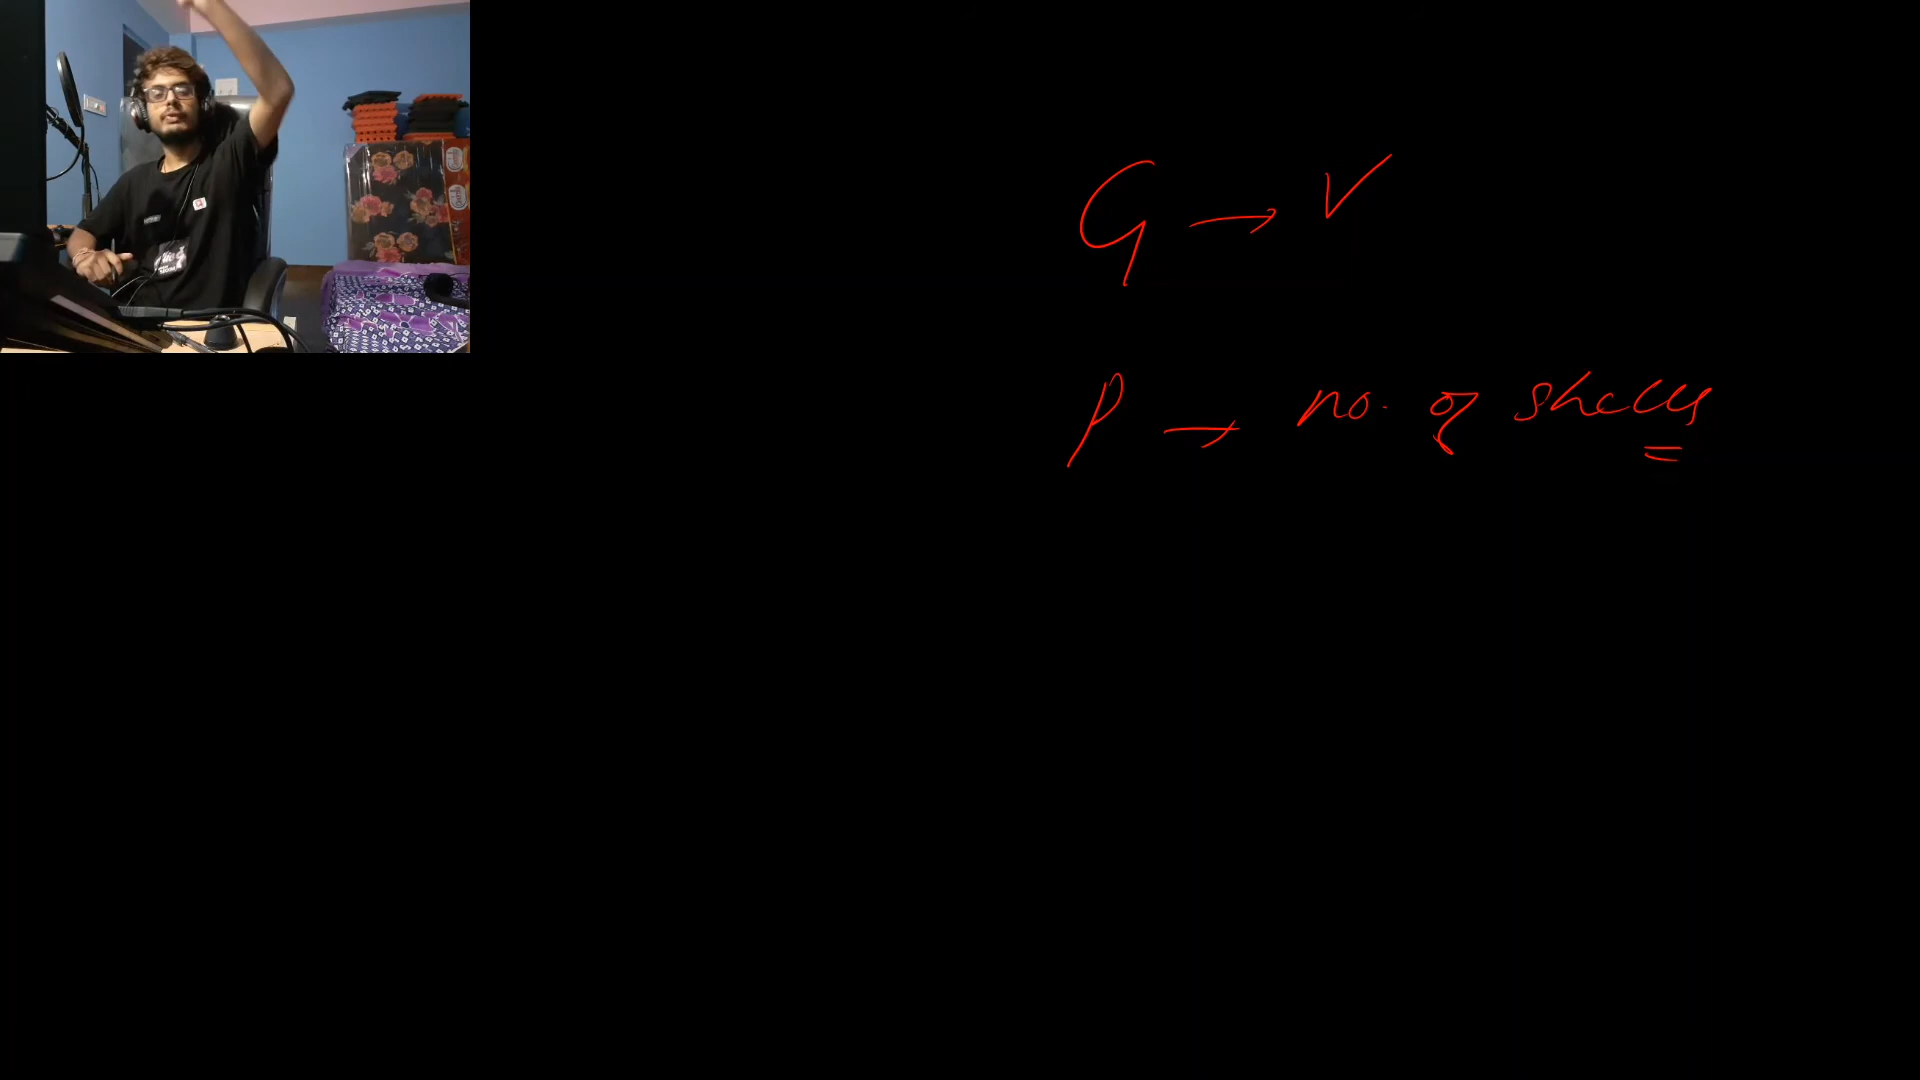 G → V
P → no. of shells